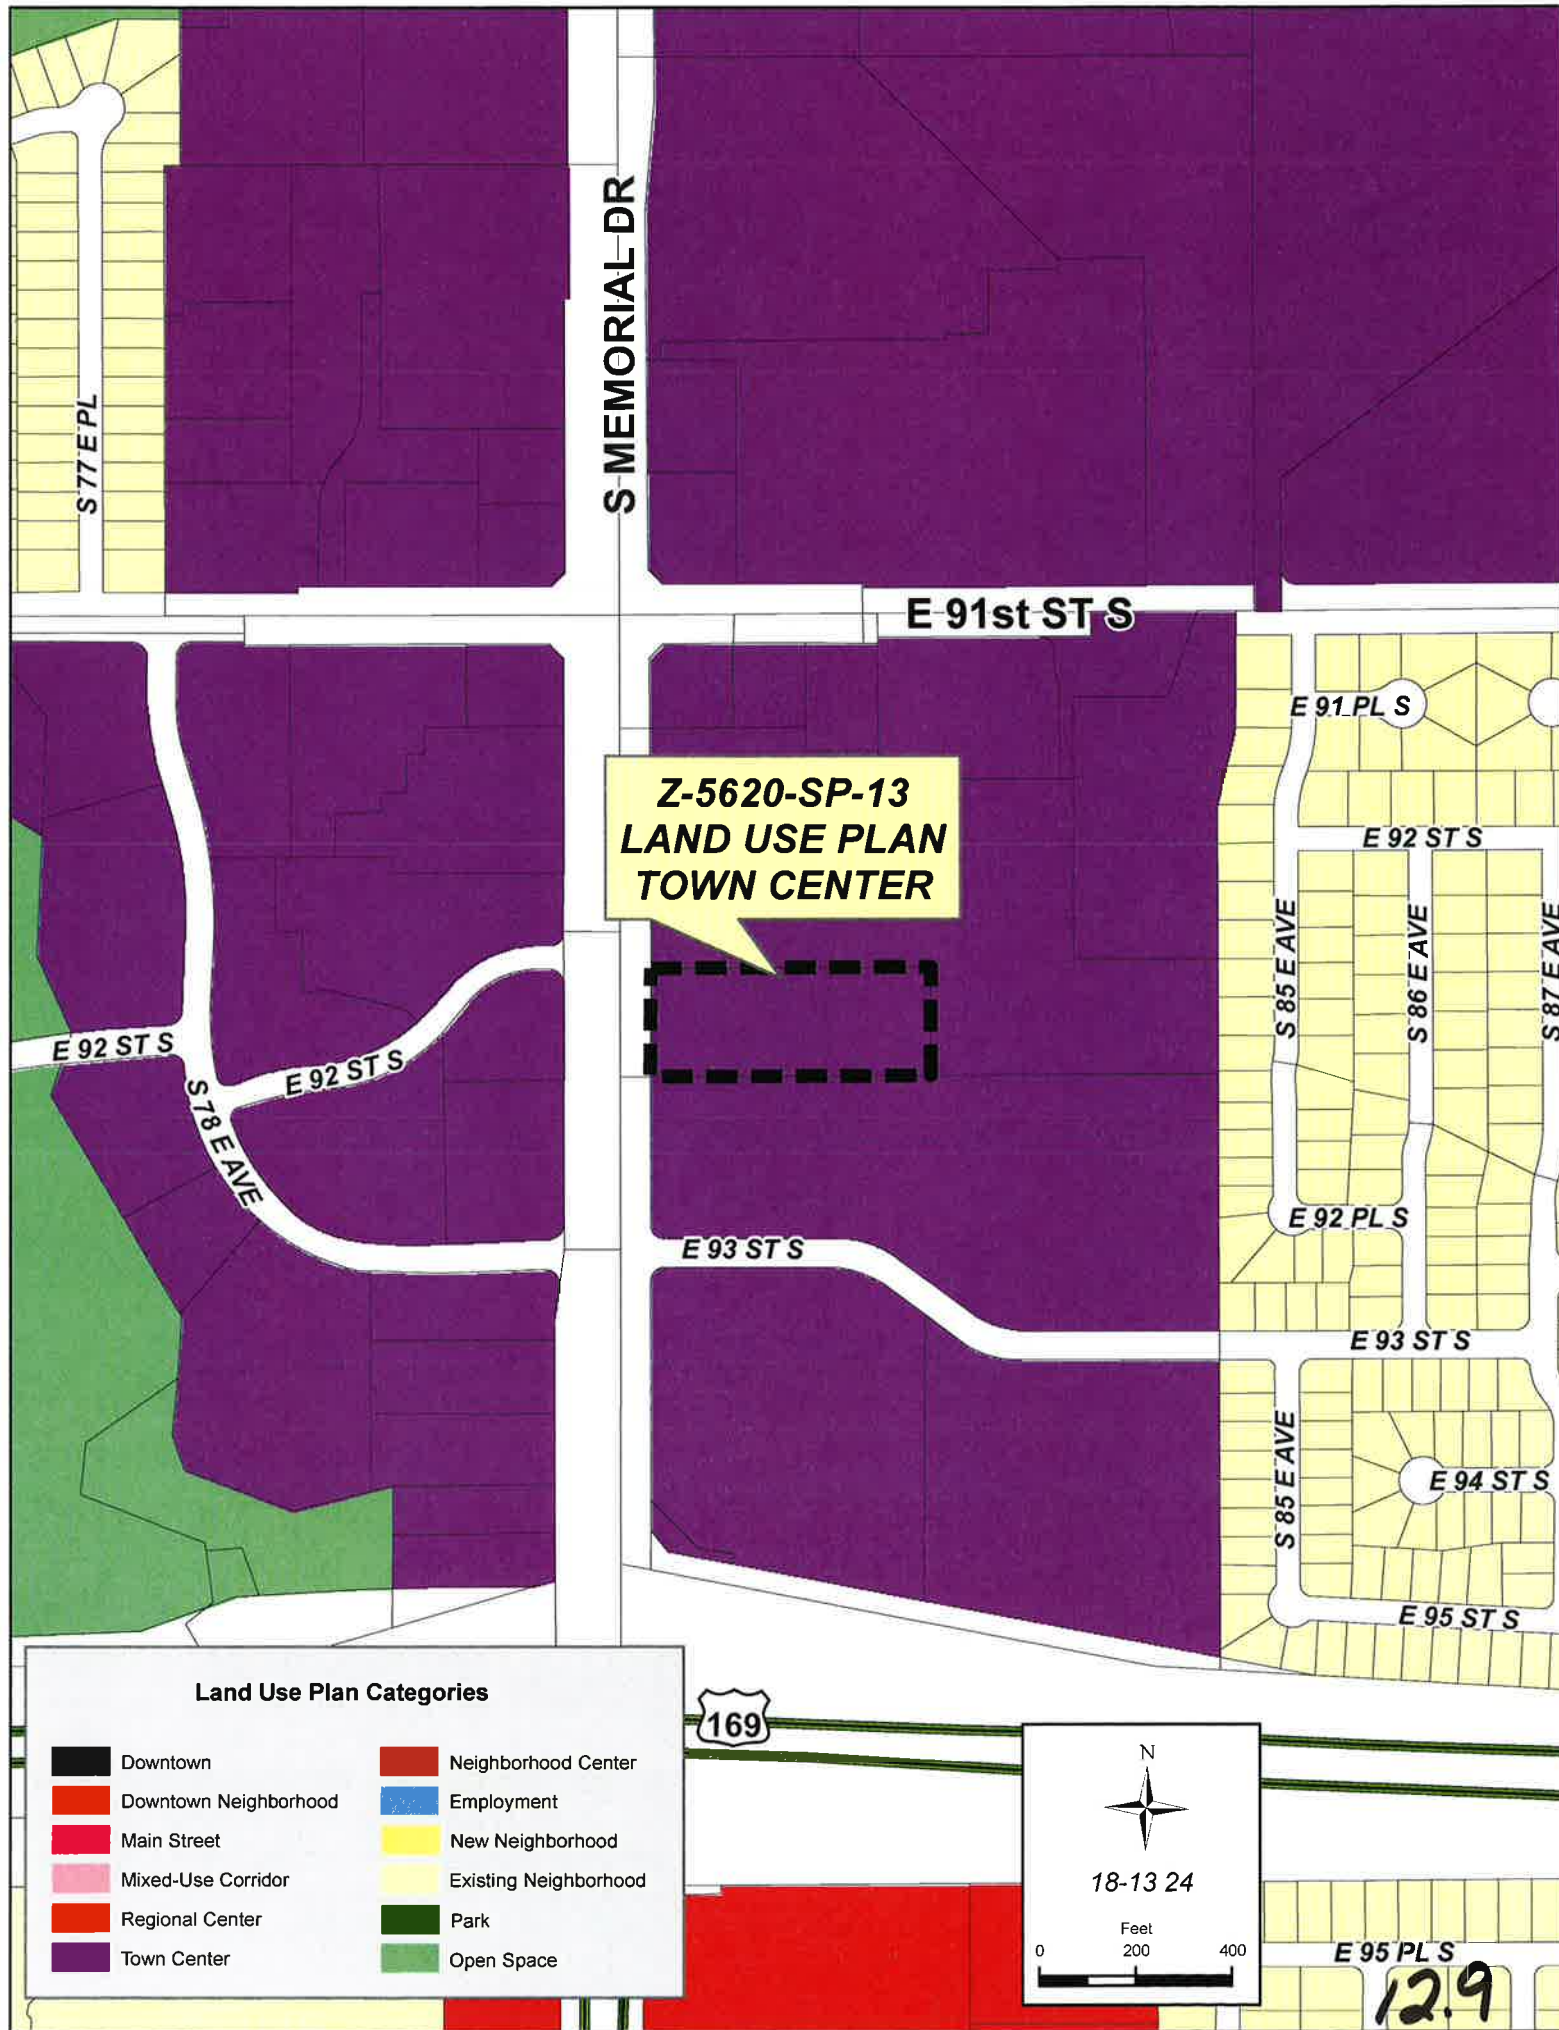 S MEMORIAL DR
S 77 E PL
E 91st ST S
E 91 PL S
Z-5620-SP-13
LAND USE PLAN
TOWN CENTER
E 92 ST S
S 85 E AVE
S 86 E AVE
S 87 E AVE
E 92 ST S
E 92 ST S
S 78 E AVE
E 92 PL S
E 93 ST S
E 93 ST S
S 85 E AVE
E 94 ST S
E 95 ST S
Land Use Plan Categories
Downtown
Downtown Neighborhood
Main Street
Mixed-Use Corridor
Regional Center
Town Center
Neighborhood Center
Employment
New Neighborhood
Existing Neighborhood
Park
Open Space
169
N
18-13 24
Feet
0 200 400
E 95 PL S
12.9